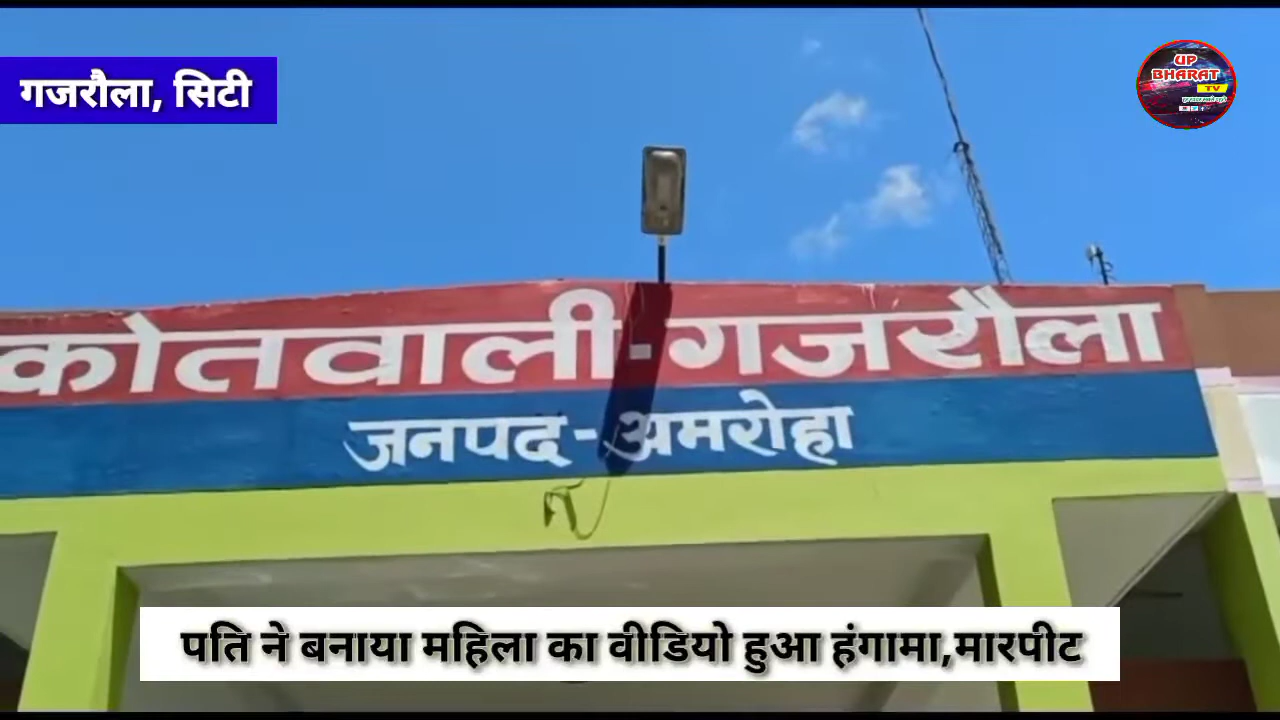 गजरौला, सिटी
UP
BHARAT
TV
कोतवाली-गजरौला
जनपद-अमरोहा
पति ने बनाया महिला का वीडियो हुआ हंगामा,मारपीट